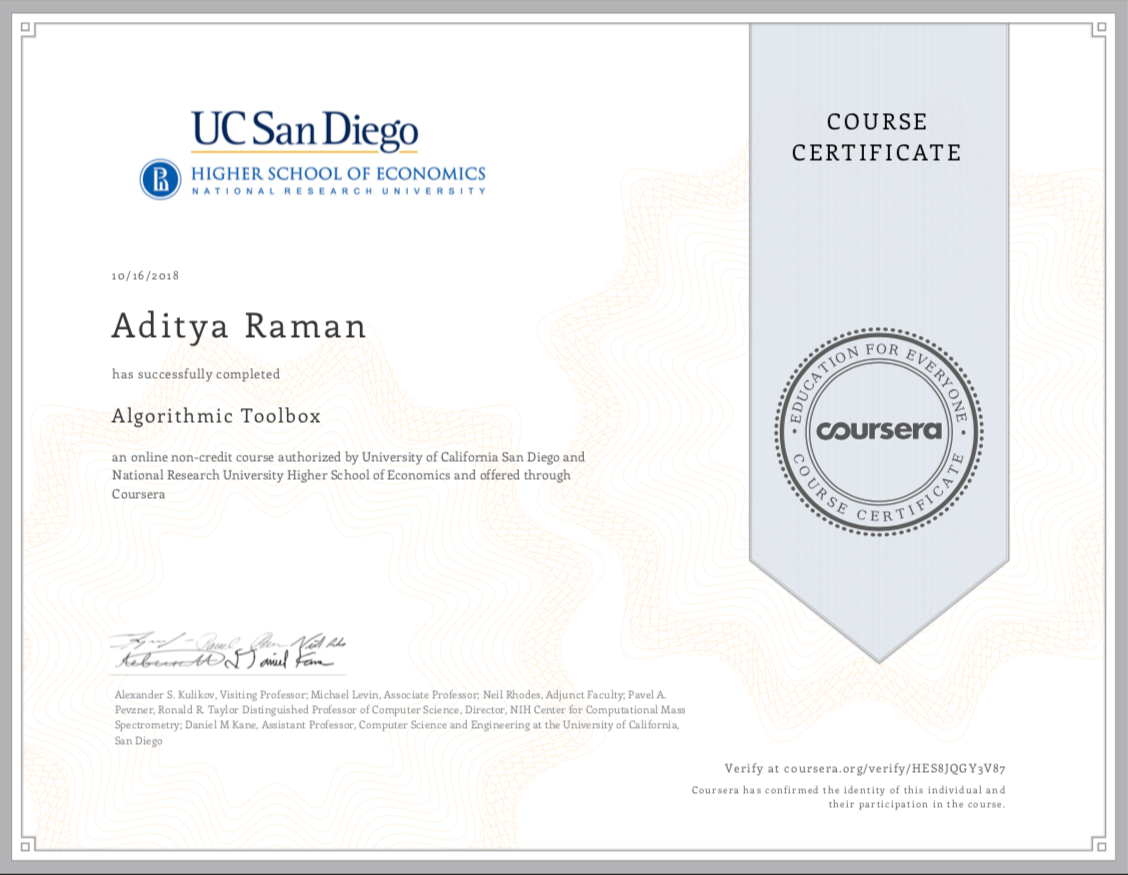 UC San Diego
HIGHER SCHOOL OF ECONOMICS
NATIONAL RESEARCH UNIVERSITY
COURSE
CERTIFICATE
10/16/2018
Aditya Raman
has successfully completed
Algorithmic Toolbox
an online non-credit course authorized by University of California San Diego and
National Research University Higher School of Economics and offered through
Coursera
EDUCATION FOR EVERYONE
coursera
COURSE CERTIFICATE
Alexander S. Kulikov, Visiting Professor; Michael Levin, Associate Professor; Neil Rhodes, Adjunct Faculty; Pavel A.
Pevzner, Ronald R. Taylor Distinguished Professor of Computer Science, Director, NIH Center for Computational Mass
Spectrometry; Daniel M Kane, Assistant Professor, Computer Science and Engineering at the University of California,
San Diego
Verify at coursera.org/verify/HES8JQGY3V87
Coursera has confirmed the identity of this individual and
their participation in the course.